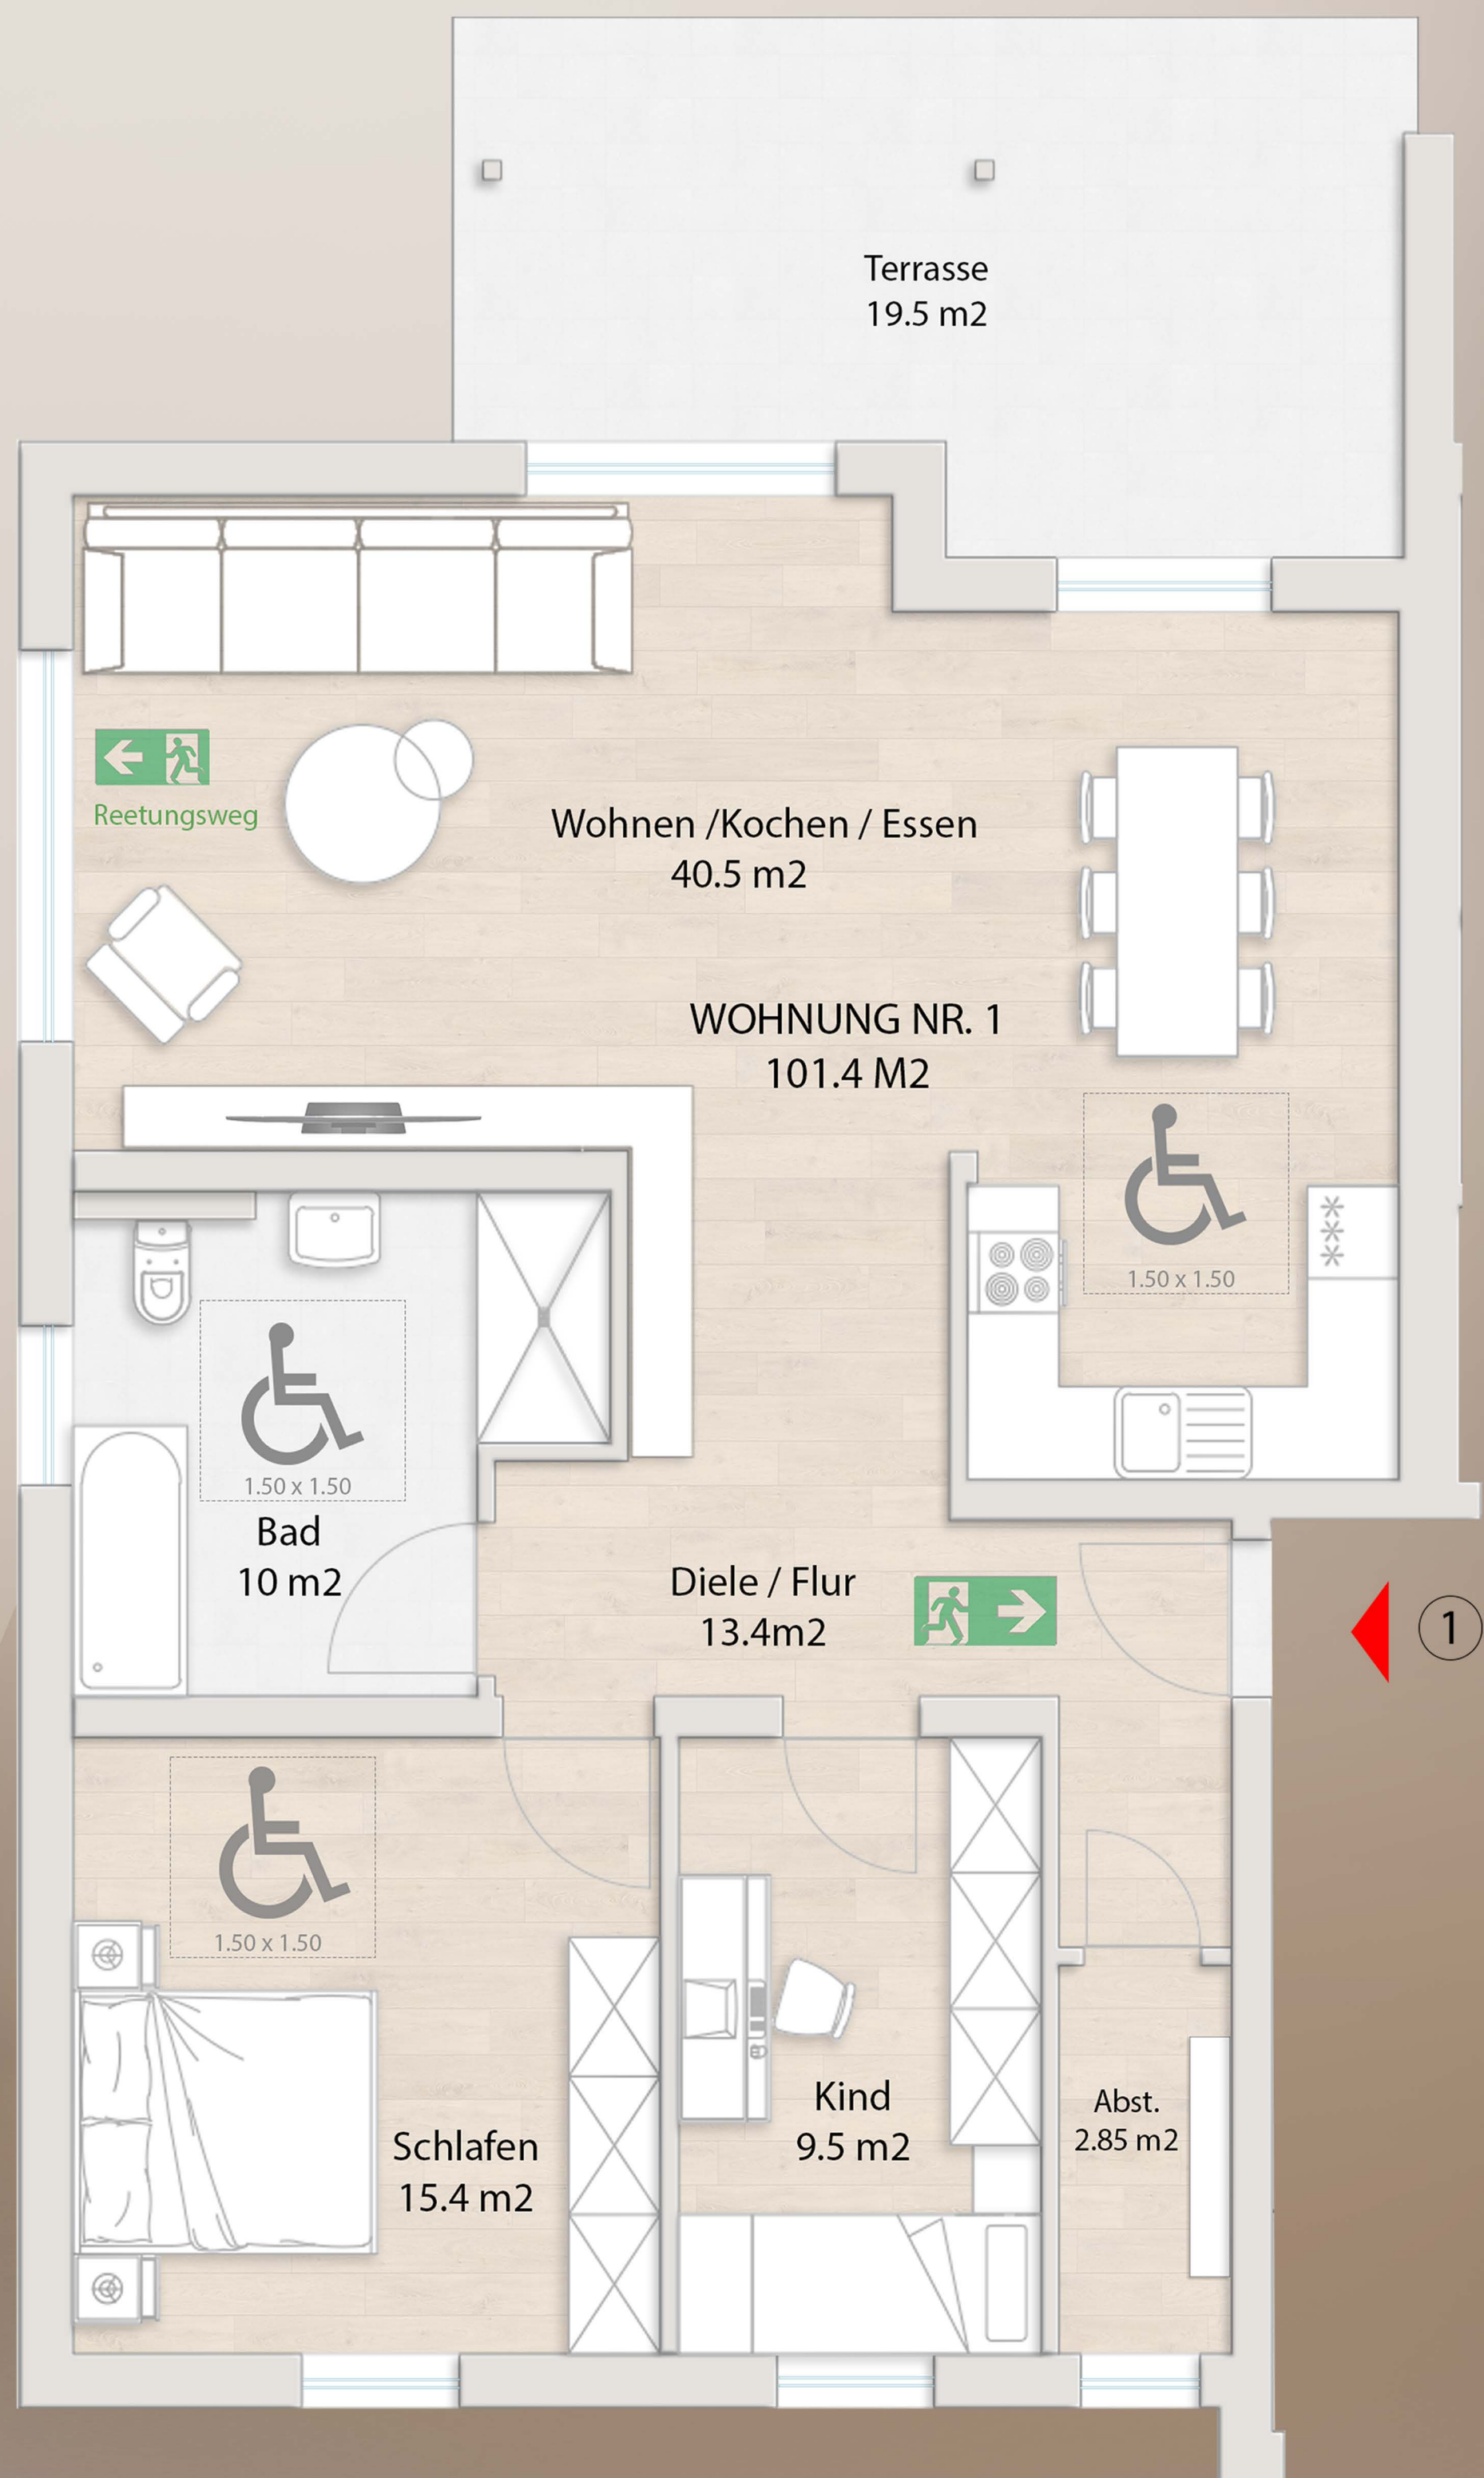 Terrasse
19.5 m2
Reetungsweg
Wohnen /Kochen / Essen
40.5 m2
WOHNUNG NR. 1
101.4 M2
1.50 x 1.50
1.50 x 1.50
Bad
10 m2
Diele / Flur
13.4m2
1
1.50 x 1.50
Kind
9.5 m2
Abst.
2.85 m2
Schlafen
15.4 m2